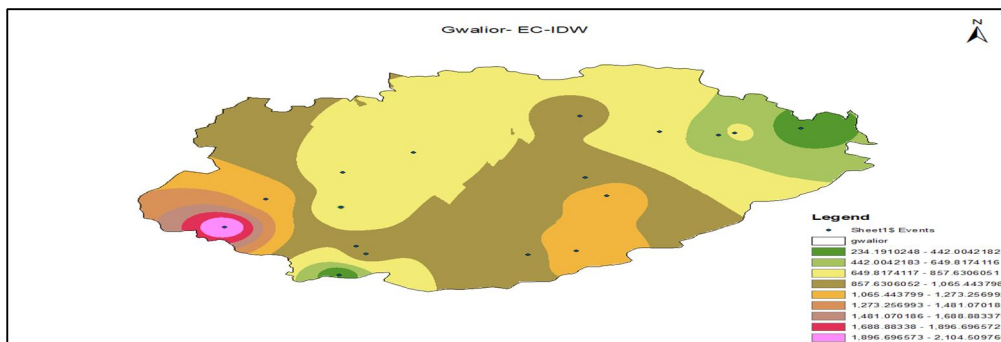 Gwalior- EC-IDW
N
Legend
Sheet1$ Events
gwalior
234.1910248 - 442.0042182
442.0042183 - 649.8174116
649.8174117 - 857.6306051
857.6306052 - 1,065.443798
1,065.443799 - 1,273.256992
1,273.256993 - 1,481.070185
1,481.070186 - 1,688.883379
1,688.88338 - 1,896.696572
1,896.696573 - 2,104.50976